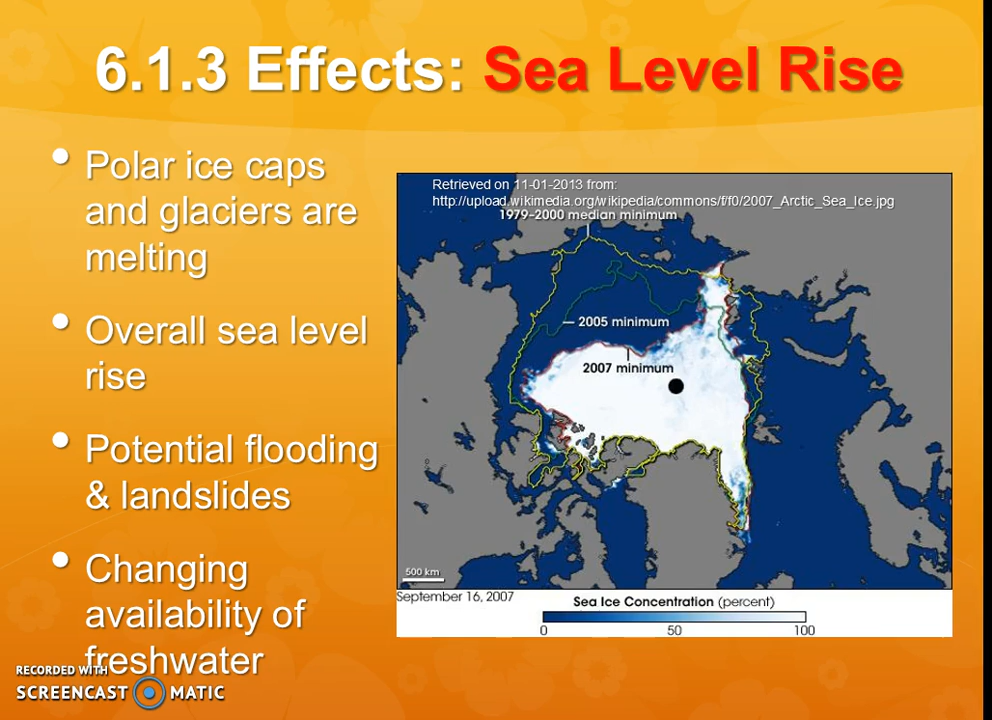 6.1.3 Effects: Sea Level Rise
• Polar ice caps
and glaciers are
melting
• Overall sea level
rise
• Potential flooding
& landslides
• Changing
availability of
freshwater
Retrieved on 11-01-2013 from:
http://upload.wikimedia.org/wikipedia/commons/f/f0/2007_Arctic_Sea_Ice.jpg
1979-2000 median minimum
2005 minimum
2007 minimum
500 km
September 16, 2007
Sea Ice Concentration (percent)
0 50 100
RECORDED WITH
SCREENCAST MATIC